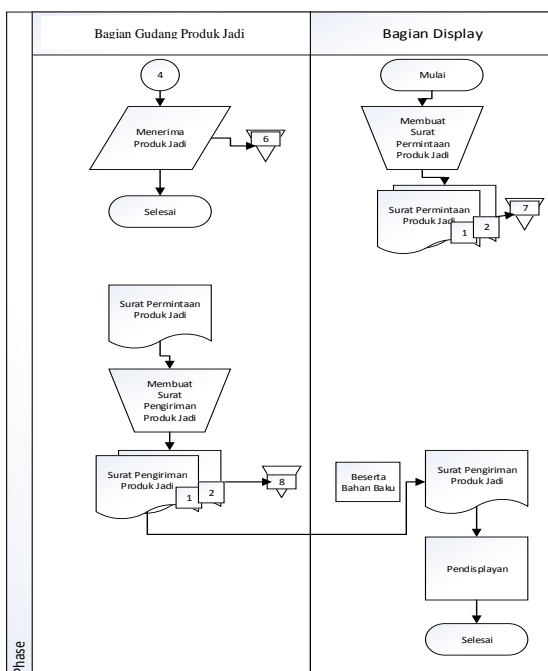 Bagian Gudang Produk Jadi
Bagian Display
4
Menerima
Produk Jadi
6
Selesai
Mulai
Membuat
Surat
Permintaan
Produk Jadi
Surat Permintaan
Produk Jadi
1
2
7
Surat Permintaan
Produk Jadi
Membuat
Surat
Pengiriman
Produk Jadi
Surat Pengiriman
Produk Jadi
1
2
8
Beserta
Bahan Baku
Surat Pengiriman
Produk Jadi
Pendisplayan
Selesai
Phase